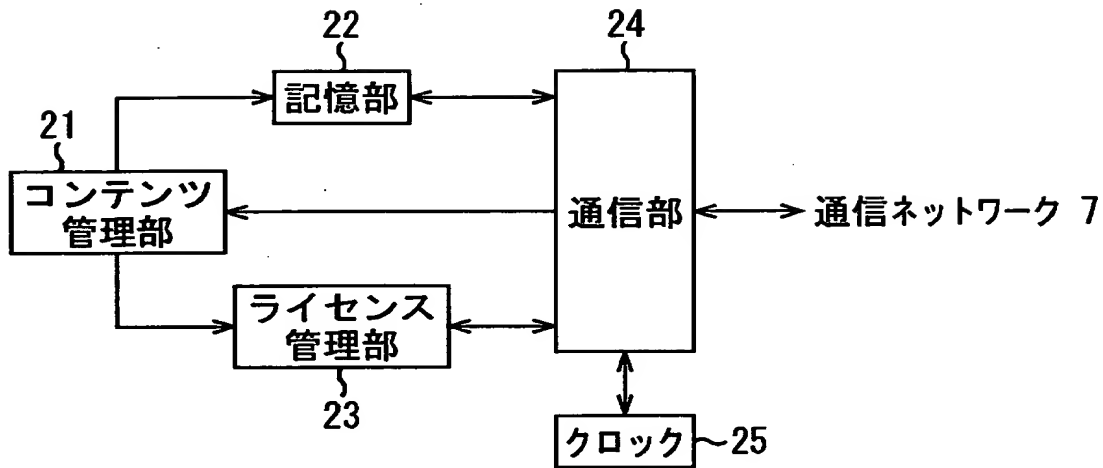 22
24
記憶部
21
コンテンツ
管理部
通信部
通信ネットワーク 7
ライセンス
管理部
23
クロック
25